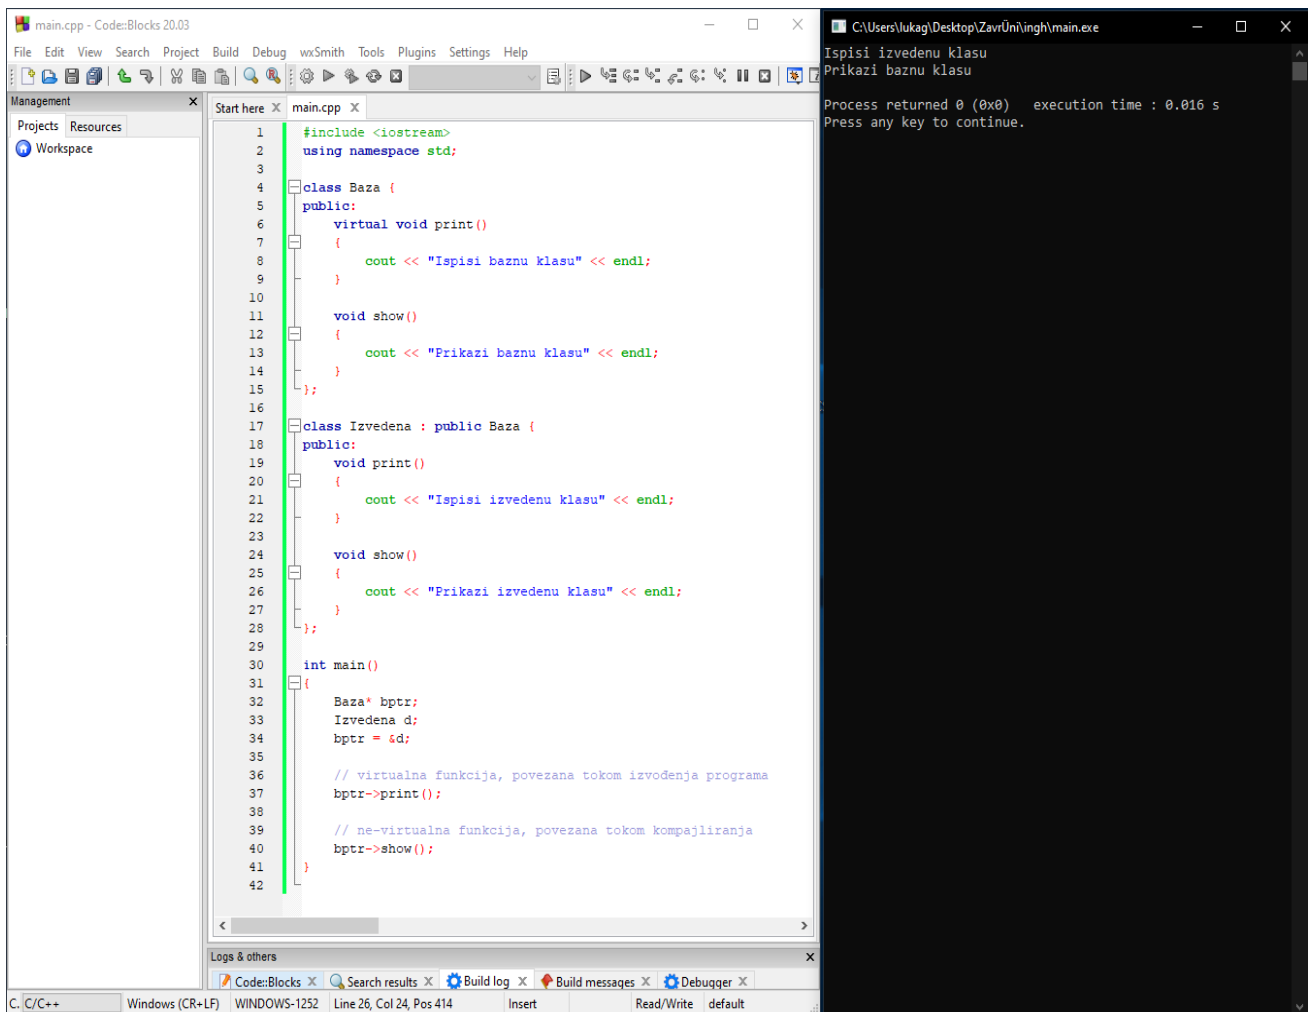 main.cpp - Code::Blocks 20.03
File Edit View Search Project Build Debug wxSmith Tools Plugins Settings Help
Management X
Projects Resources
Workspace
Start here X main.cpp X
1 #include <iostream>
2 using namespace std;
3
4 class Baza {
5 public:
6 virtual void print()
7 {
8 cout << "Ispisi baznu klasu" << endl;
9 }
10
11 void show()
12 {
13 cout << "Prikazi baznu klasu" << endl;
14 }
15 };
16
17 class Izvedena : public Baza {
18 public:
19 void print()
20 {
21 cout << "Ispisi izvedenu klasu" << endl;
22 }
23
24 void show()
25 {
26 cout << "Prikazi izvedenu klasu" << endl;
27 }
28 };
29
30 int main()
31 {
32 Baza* bptr;
33 Izvedena d;
34 bptr = &d;
35
36 // virtualna funkcija, povezana tokom izvođenja programa
37 bptr->print();
38
39 // ne-virtualna funkcija, povezana tokom kompajliranja
40 bptr->show();
41 }
42
Logs & others X
Code::Blocks X Search results X Build log X Build messages X Debugger X
C. C/C++ Windows (CR+LF) WINDOWS-1252 Line 26, Col 24, Pos 414 Insert Read/Write default
C:\Users\lukag\Desktop\ZavrÜni\ingh\main.exe
Ispisi izvedenu klasu
Prikazi baznu klasu
Process returned 0 (0x0) execution time : 0.016 s
Press any key to continue.